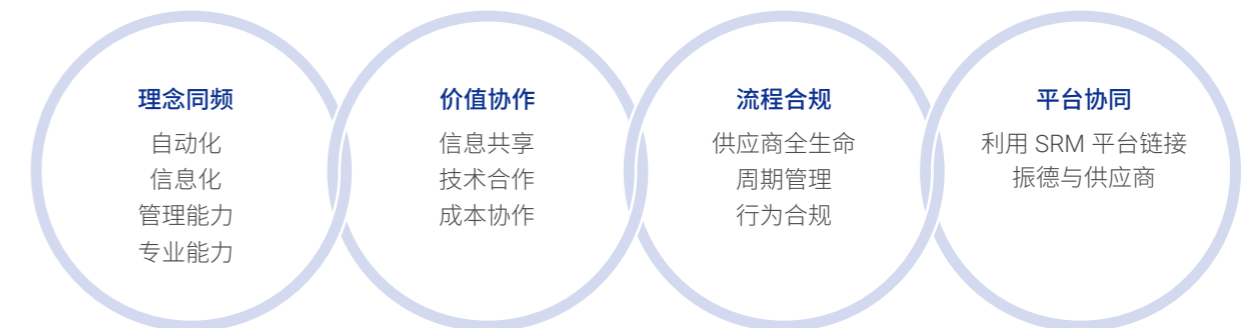 理念同频
自动化
信息化
管理能力
专业能力
价值协作
信息共享
技术合作
成本协作
流程合规
供应商全生命
周期管理
行为合规
平台协同
利用 SRM 平台链接
振德与供应商